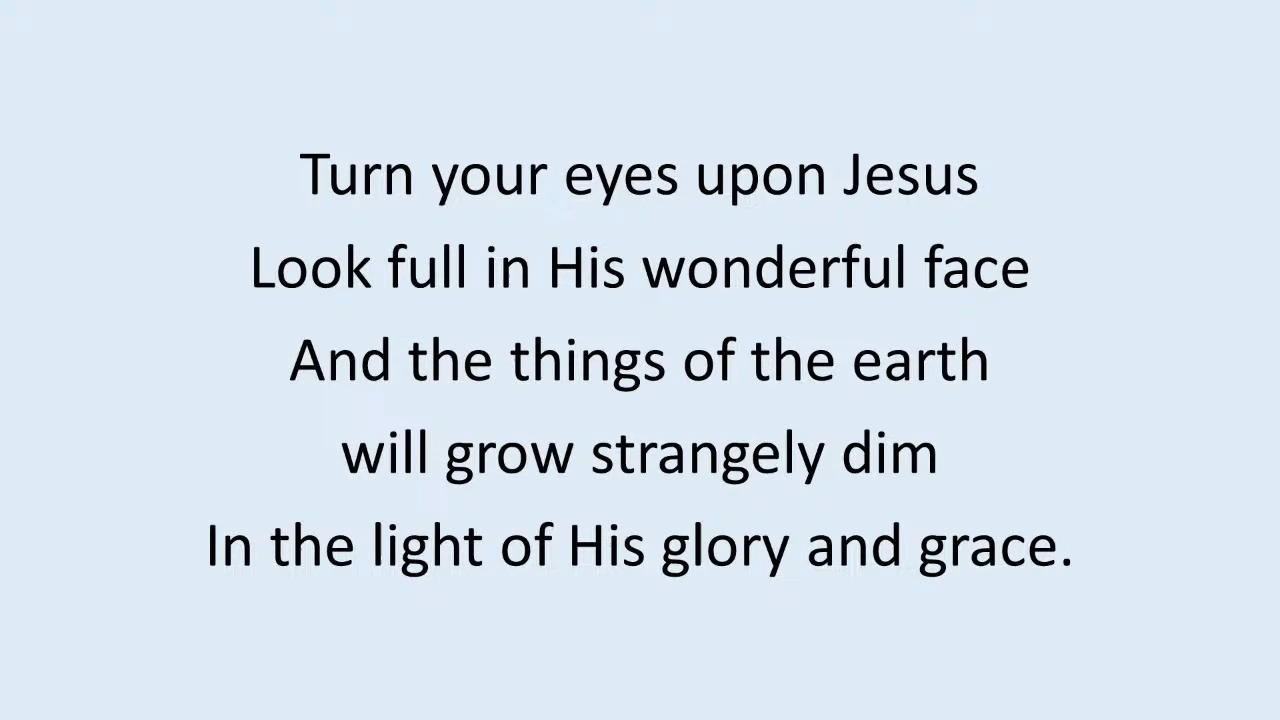 Turn your eyes upon Jesus
Look full in His wonderful face
And the things of the earth
will grow strangely dim
In the light of His glory and grace.